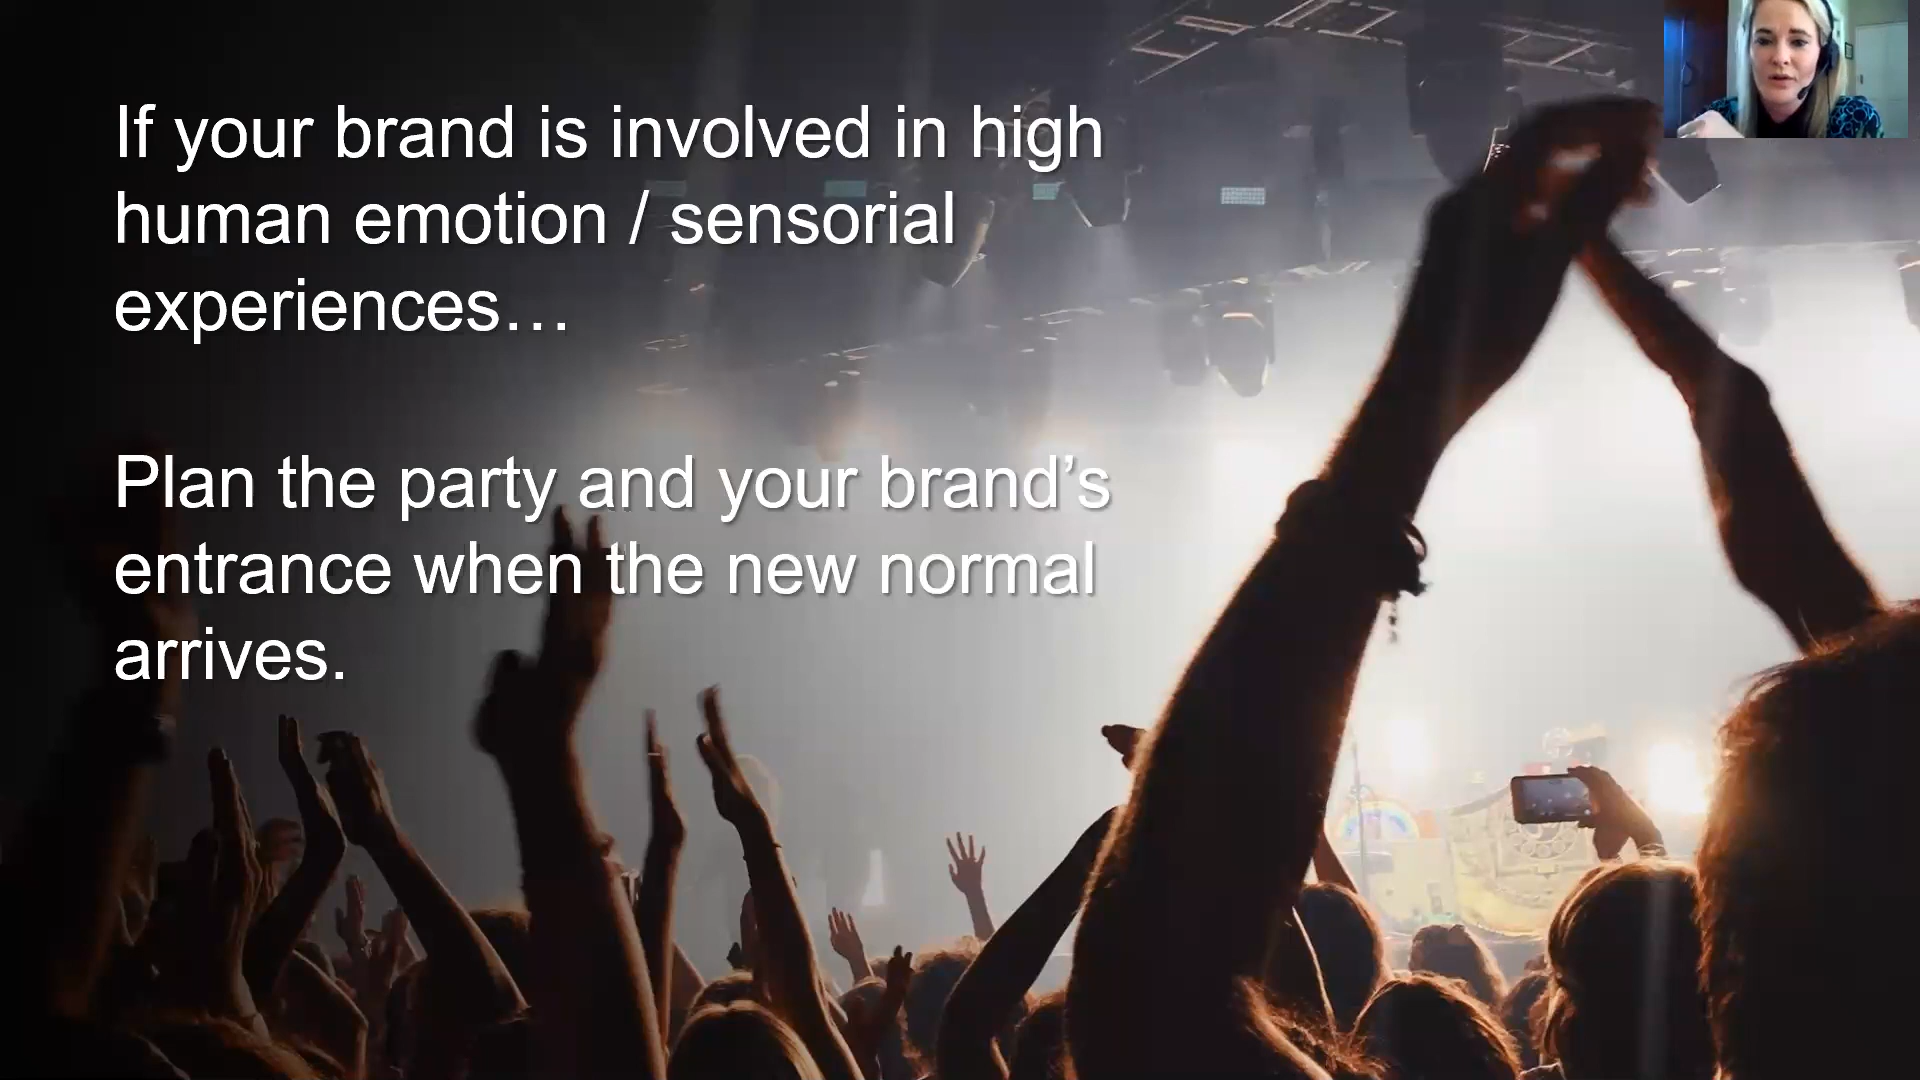 If your brand is involved in high
human emotion / sensorial
experiences…
Plan the party and your brand’s
entrance when the new normal
arrives.